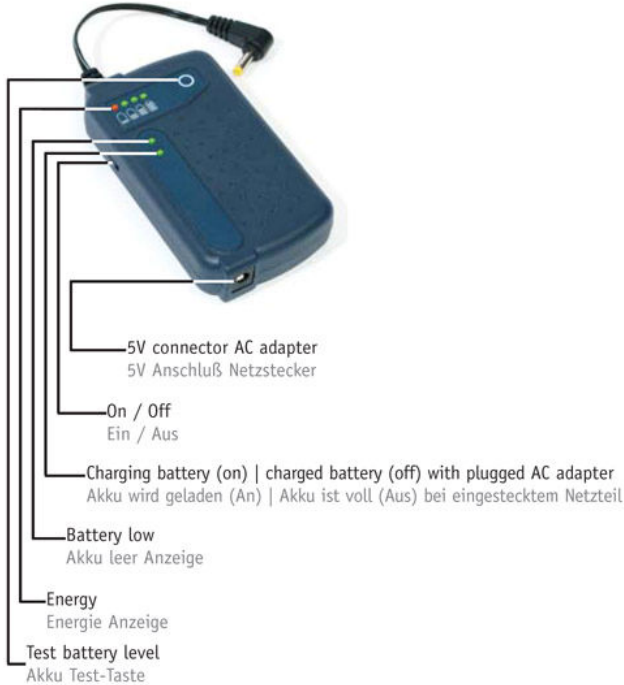 5V connector AC adapter
5V Anschluß Netzstecker
On / Off
Ein / Aus
Charging battery (on) | charged battery (off) with plugged AC adapter
Akku wird geladen (An) | Akku ist voll (Aus) bei eingestecktem Netzteil
Battery low
Akku leer Anzeige
Energy
Energie Anzeige
Test battery level
Akku Test-Taste